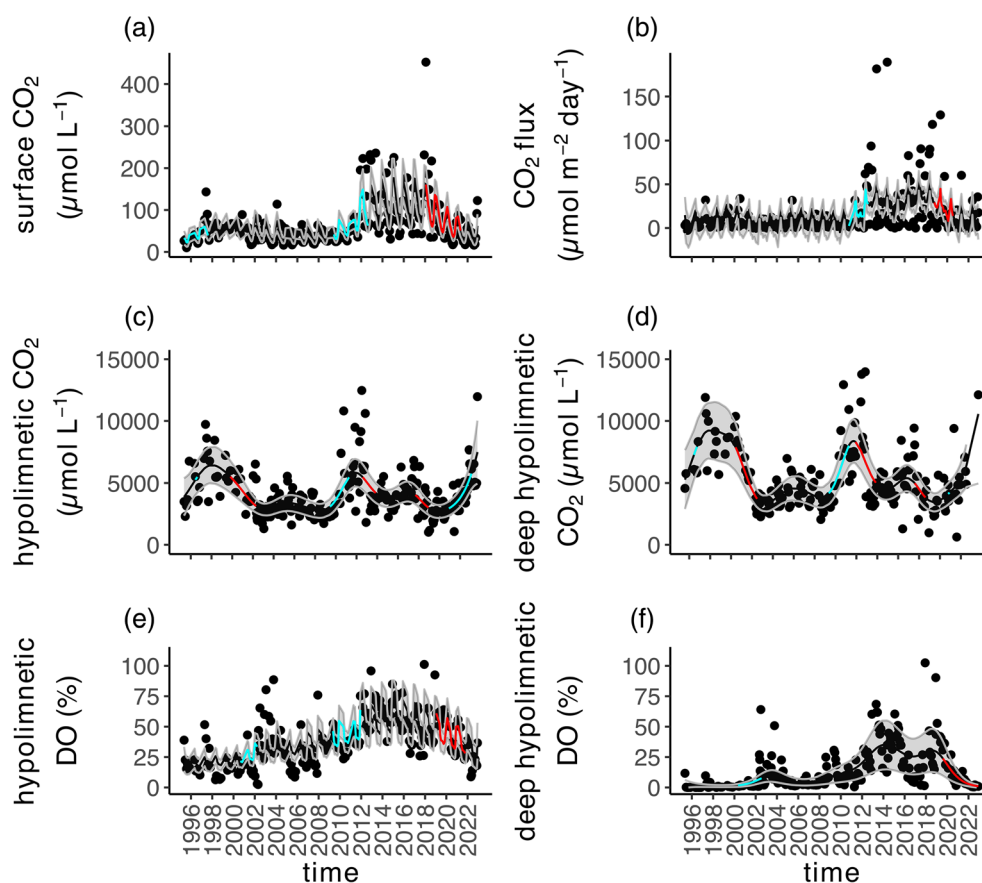 (a)
surface CO₂
(µmol L⁻¹)
400
300
200
100
0
(b)
CO₂ flux
(µmol m⁻² day⁻¹)
150
100
50
0
(c)
hypolimnetic CO₂
(µmol L⁻¹)
15000
10000
5000
0
(d)
deep hypolimnetic
CO₂ (µmol L⁻¹)
15000
10000
5000
0
(e)
hypolimnetic
DO (%)
100
75
50
25
0
1996
1998
2000
2002
2004
2006
2008
2010
2012
2014
2016
2018
2020
2022
time
(f)
deep hypolimnetic
DO (%)
100
75
50
25
0
1996
1998
2000
2002
2004
2006
2008
2010
2012
2014
2016
2018
2020
2022
time